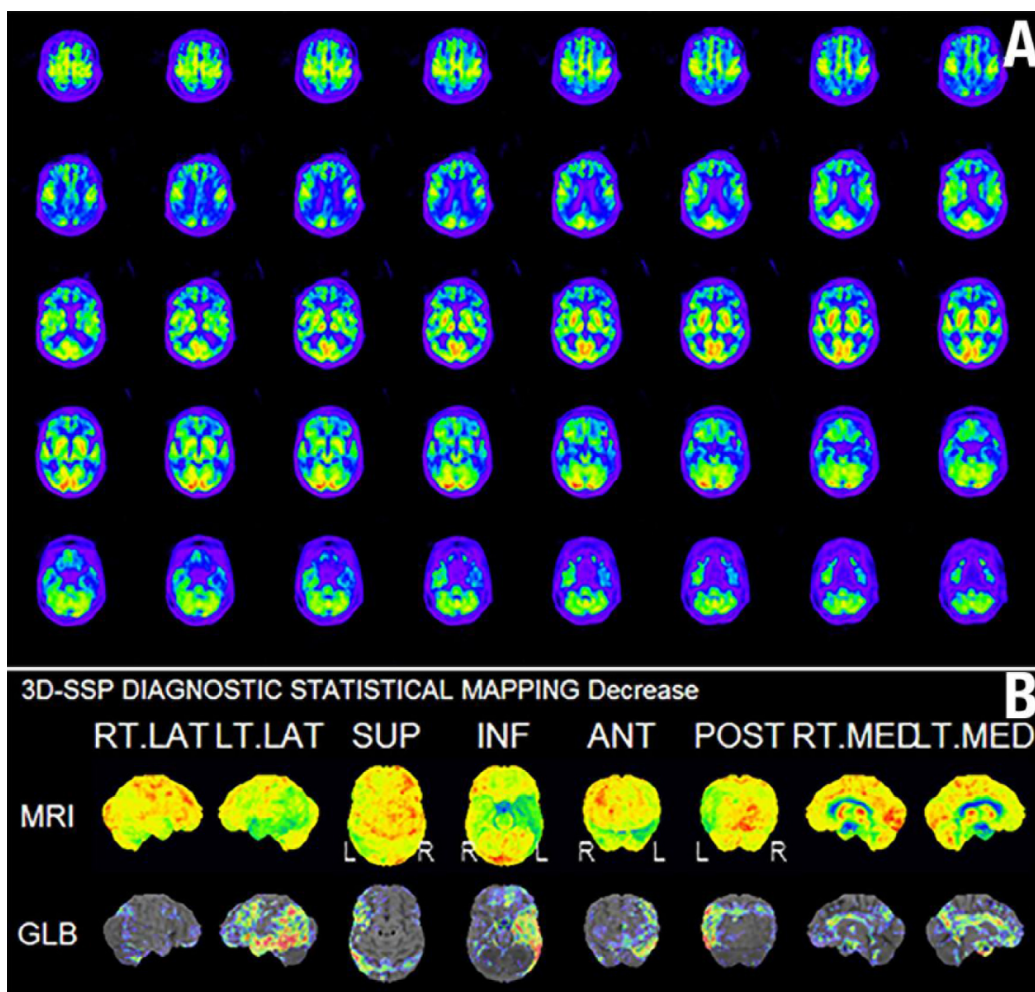 A
B
3D-SSP DIAGNOSTIC STATISTICAL MAPPING Decrease
RT.LAT LT.LAT SUP INF ANT POST RT.MED LT.MED
MRI
L R R L R L L R
GLB